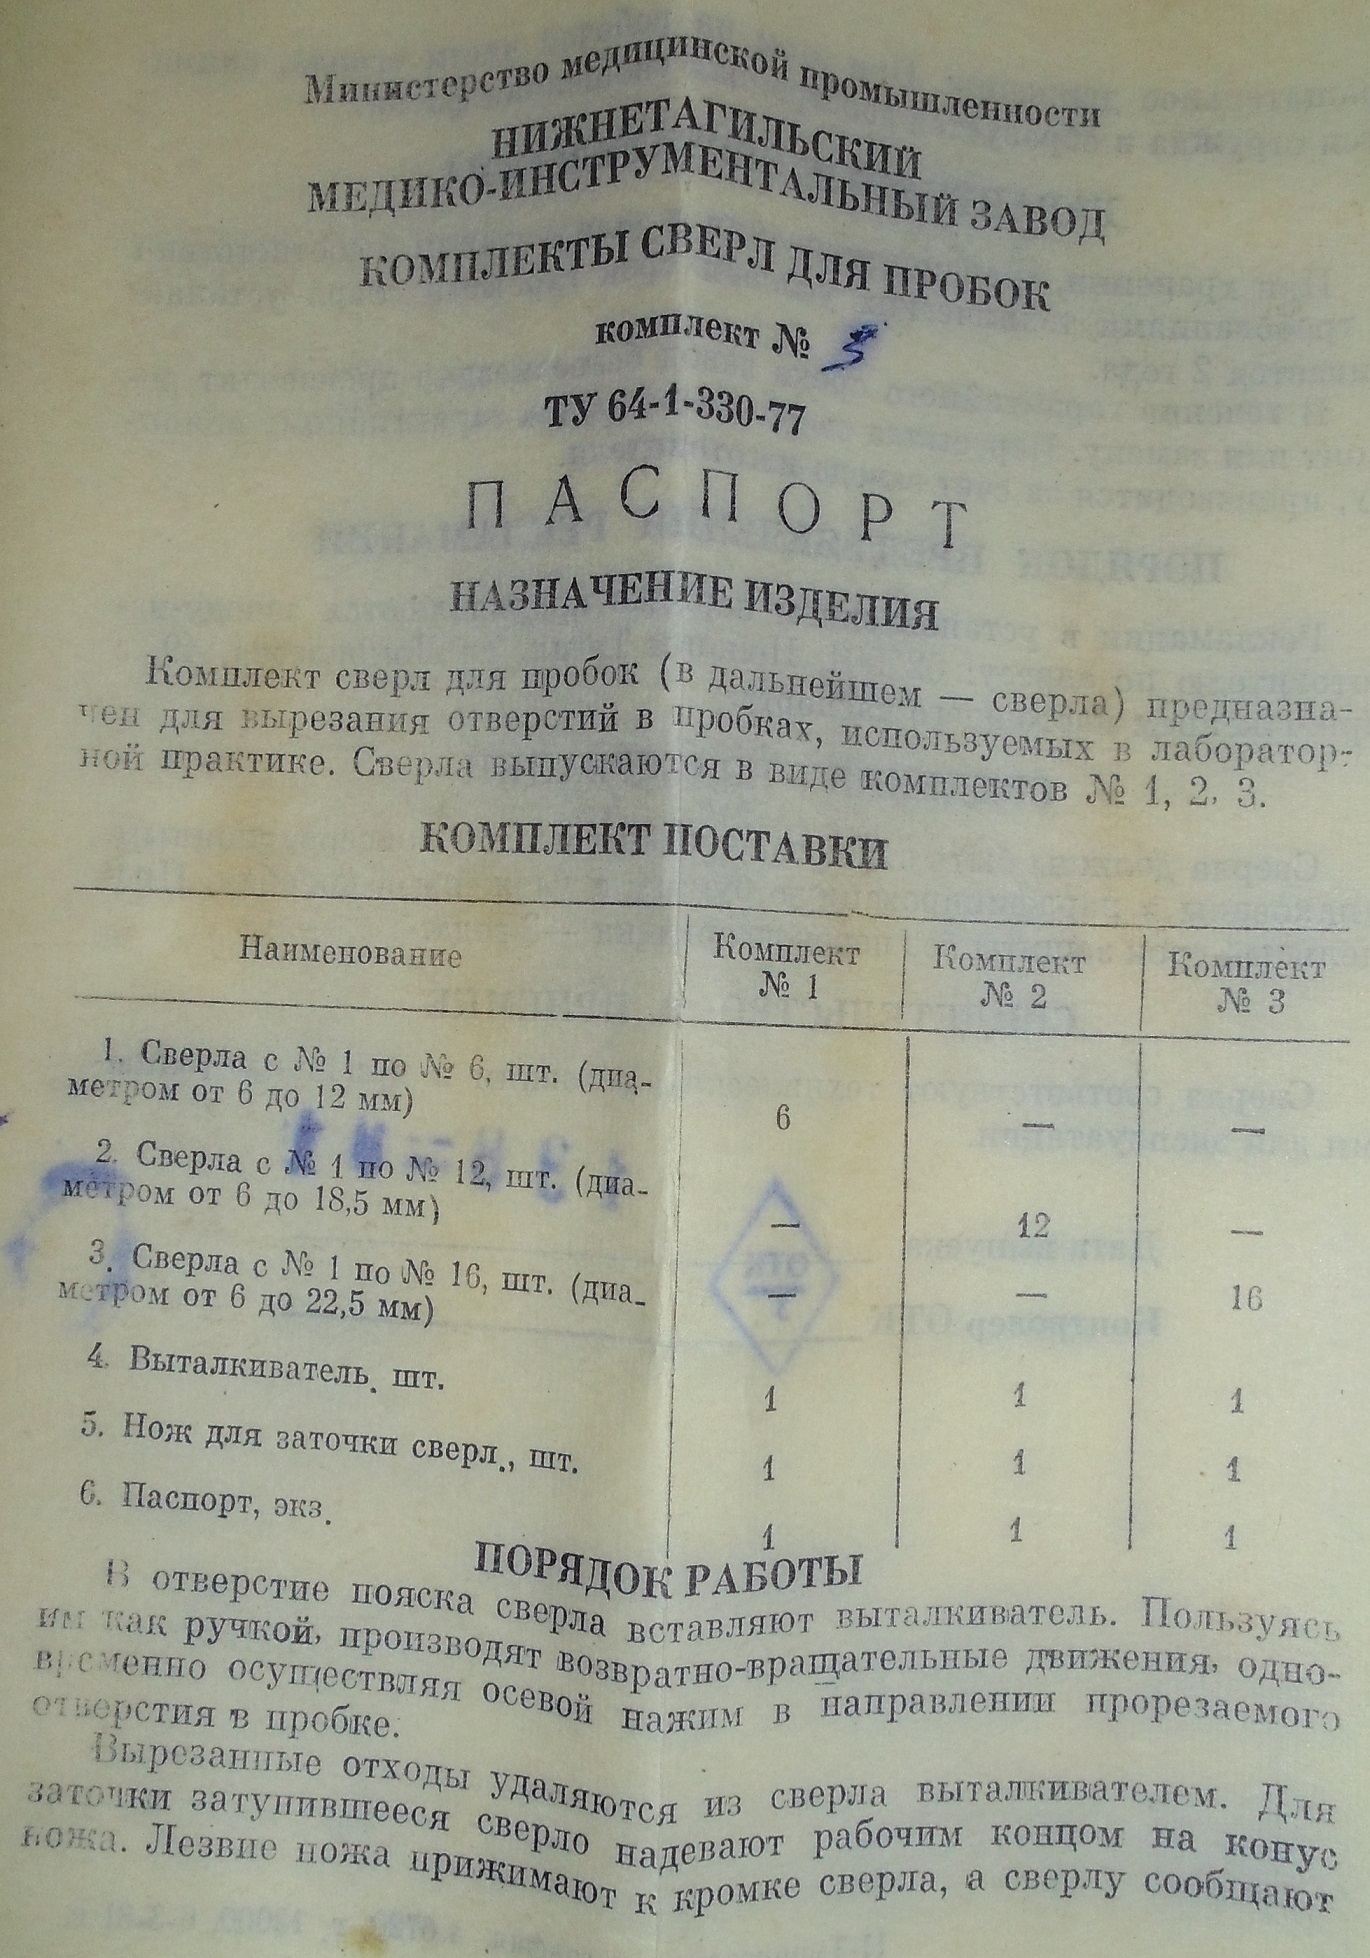 Министерство медицинской промышленности
НИЖНЕТАГИЛЬСКИЙ
МЕДИКО-ИНСТРУМЕНТАЛЬНЫЙ ЗАВОД
КОМПЛЕКТЫ СВЕРЛ ДЛЯ ПРОБОК
комплект № 3
ТУ 64-1-330-77
ПАСПОРТ
НАЗНАЧЕНИЕ ИЗДЕЛИЯ
Комплект сверл для пробок (в дальнейшем — сверла) предназна-
чен для вырезания отверстий в пробках, используемых в лаборатор-
ной практике. Сверла выпускаются в виде комплектов № 1, 2, 3.
КОМПЛЕКТ ПОСТАВКИ
Наименование Комплект № 1 Комплект № 2 Комплект № 3
1. Сверла с № 1 по № 6, шт. (диа-
метром от 6 до 12 мм) 6 — —
2. Сверла с № 1 по № 12, шт. (диа-
метром от 6 до 18,5 мм) — 12 —
3. Сверла с № 1 по № 16, шт. (диа-
метром от 6 до 22,5 мм) — — 16
4. Выталкиватель, шт. 1 1 1
5. Нож для заточки сверл., шт. 1 1 1
6. Паспорт, экз. 1 1 1
ПОРЯДОК РАБОТЫ
В отверстие пояска сверла вставляют выталкиватель. Пользуясь
им как ручкой, производят возвратно-вращательные движения, одно-
временно осуществляя осевой нажим в направлении прорезаемого
отверстия в пробке.
Вырезанные отходы удаляются из сверла выталкивателем. Для
заточки затупившееся сверло надевают рабочим концом на конус
ножа. Лезвие ножа прижимают к кромке сверла, а сверлу сообщают